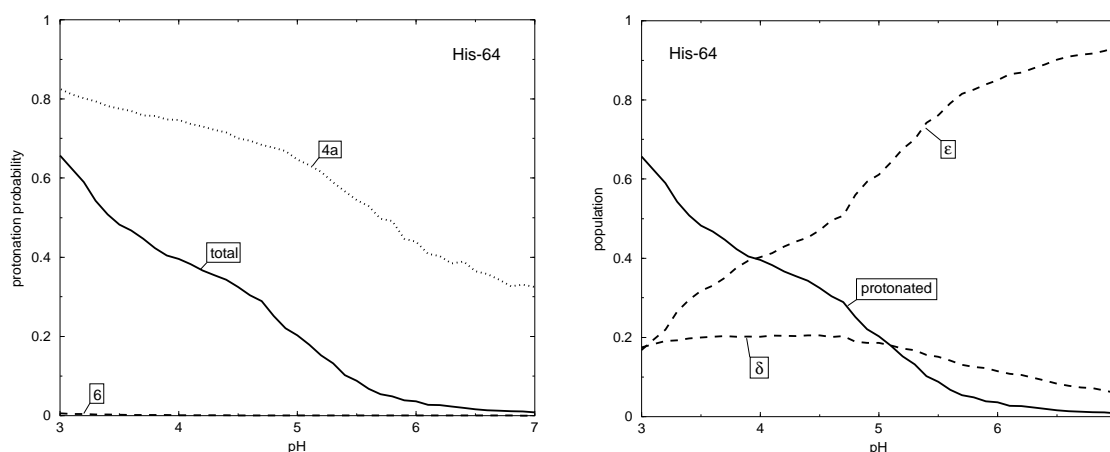 His-64
protonation probability
1
0.8
0.6
0.4
0.2
0
4a
total
6
3 4 5 6 7
pH
His-64
population
1
0.8
0.6
0.4
0.2
0
ε
protonated
δ
3 4 5 6
pH